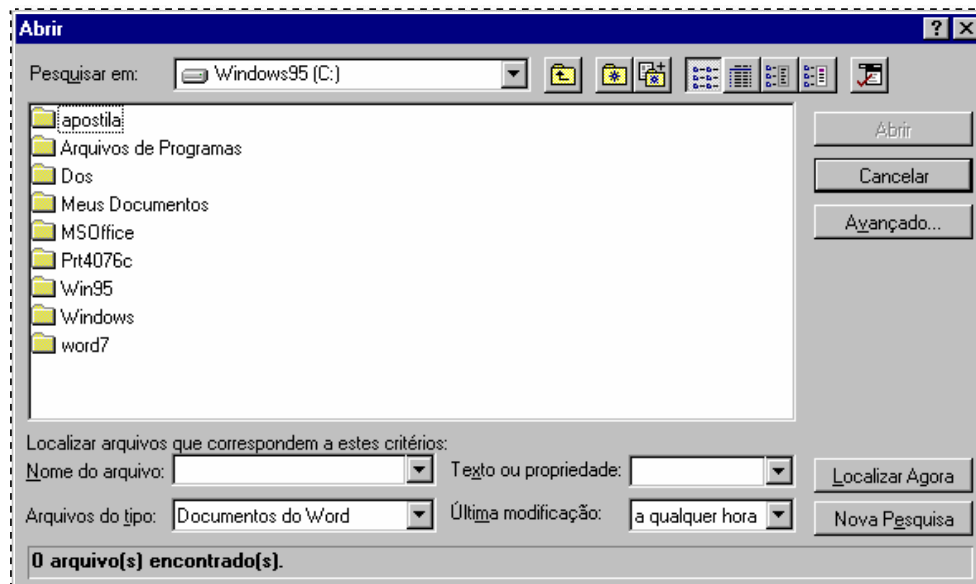 Abrir
Pesquisar em: Windows95 (C:)
apostila
Arquivos de Programas
Dos
Meus Documentos
MSOffice
Prt4076c
Win95
Windows
word7
Abrir
Cancelar
Avançado...
Localizar arquivos que correspondem a estes critérios:
Nome do arquivo: Texto ou propriedade: Localizar Agora
Arquivos do tipo: Documentos do Word Última modificação: a qualquer hora Nova Pesquisa
0 arquivo(s) encontrado(s).